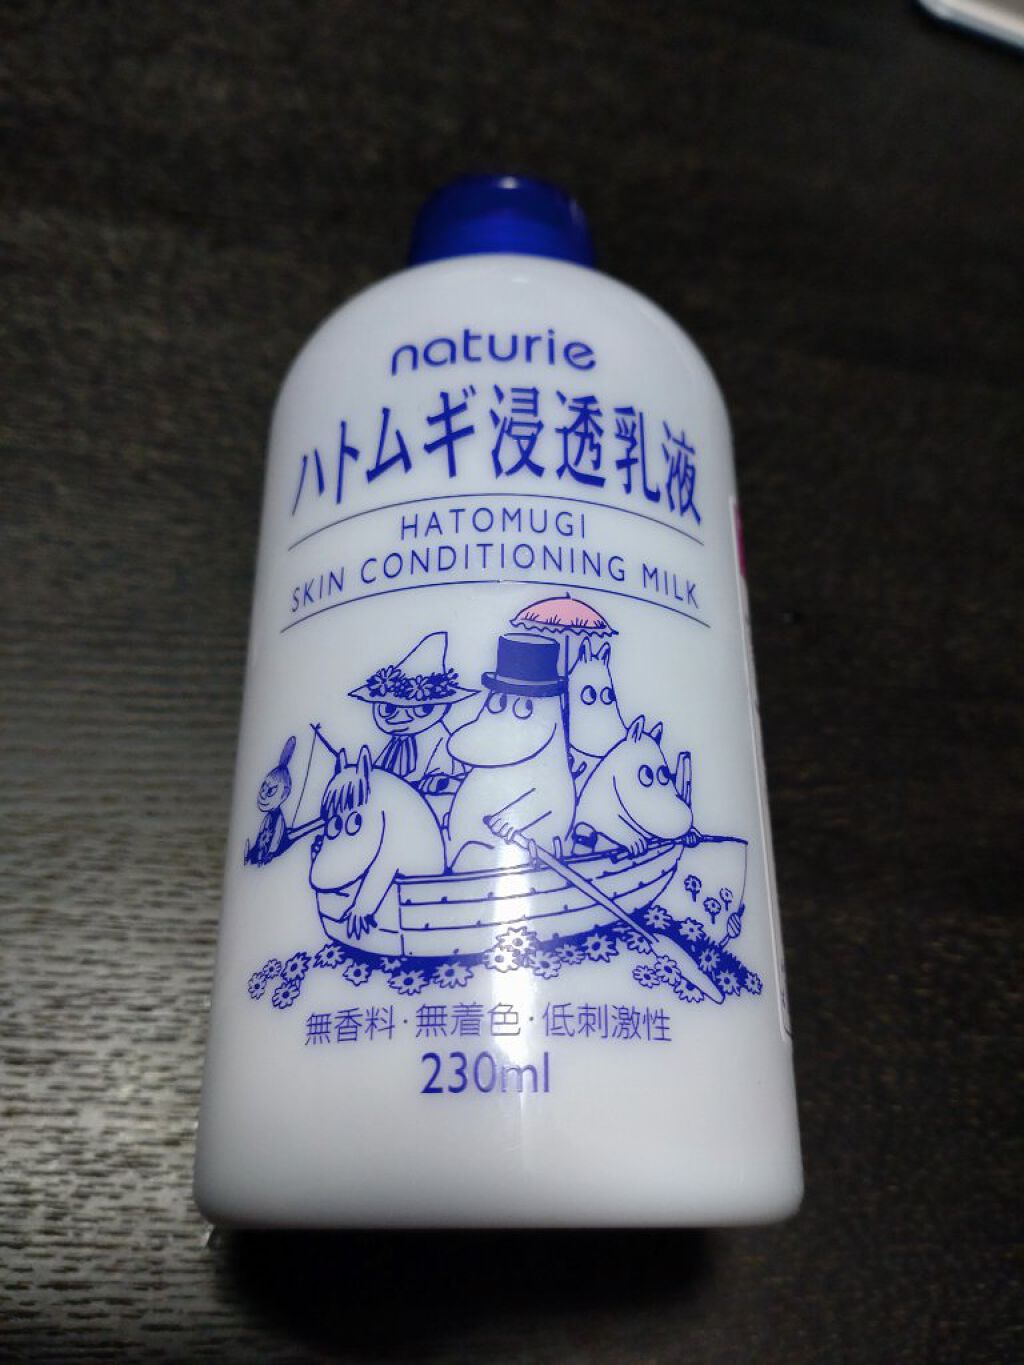 naturie
ハトムギ浸透乳液
HATOMUGI
SKIN CONDITIONING MILK
無香料・無着色・低刺激性
230ml